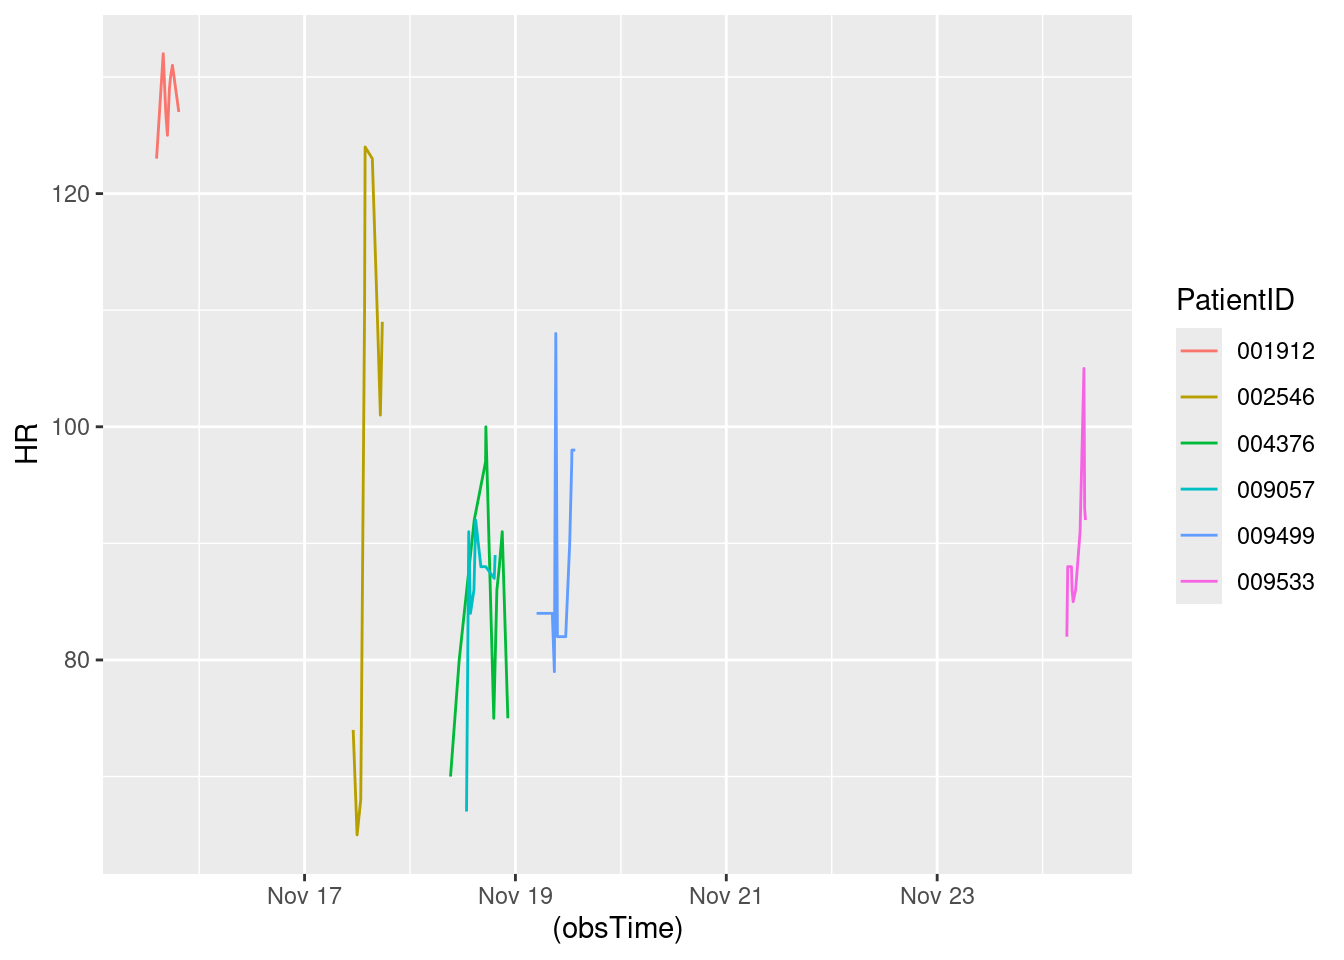 HR
120
100
80
Nov 17
Nov 19
Nov 21
Nov 23
(obsTime)
PatientID
001912
002546
004376
009057
009499
009533